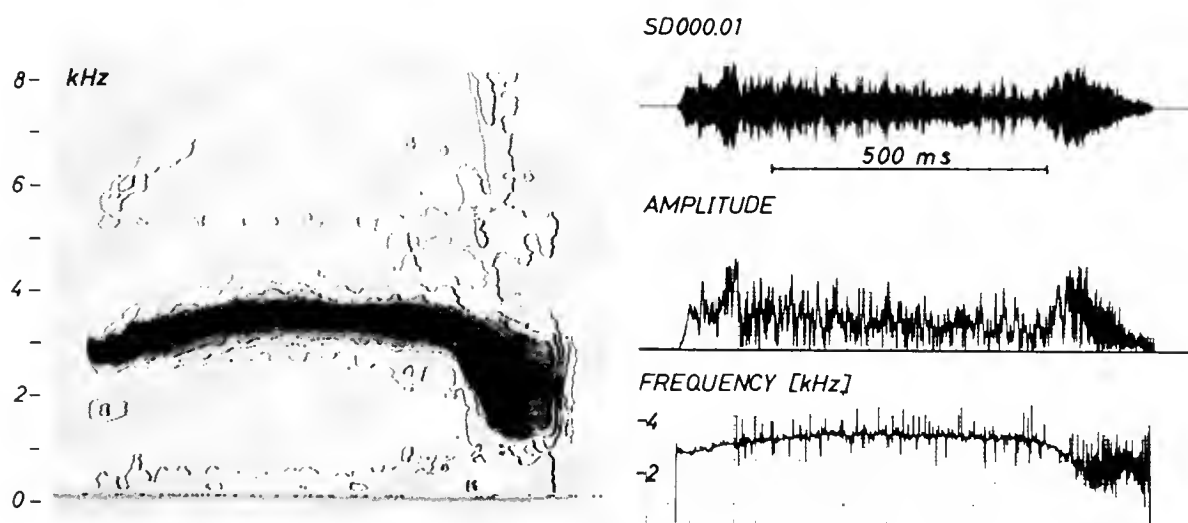 8- kHz
6-
4-
2-
0-
SD000.01
500 ms
AMPLITUDE
FREQUENCY [kHz]
-4
-2